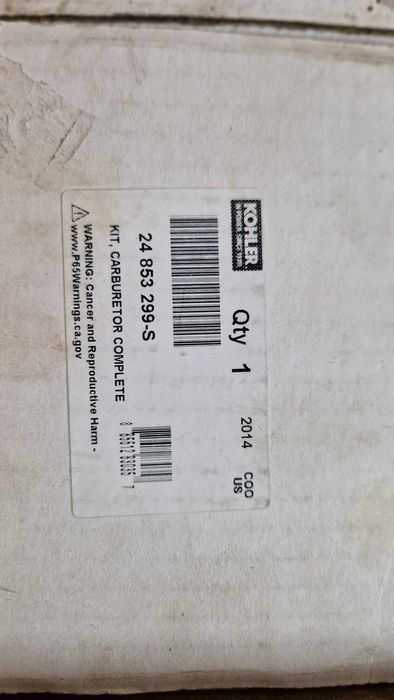 KOHLER
Qty 1
2014
COO
US
24 853 299-S
KIT, CARBURETOR COMPLETE
WARNING: Cancer and Reproductive Harm -
www.P65Warnings.ca.gov